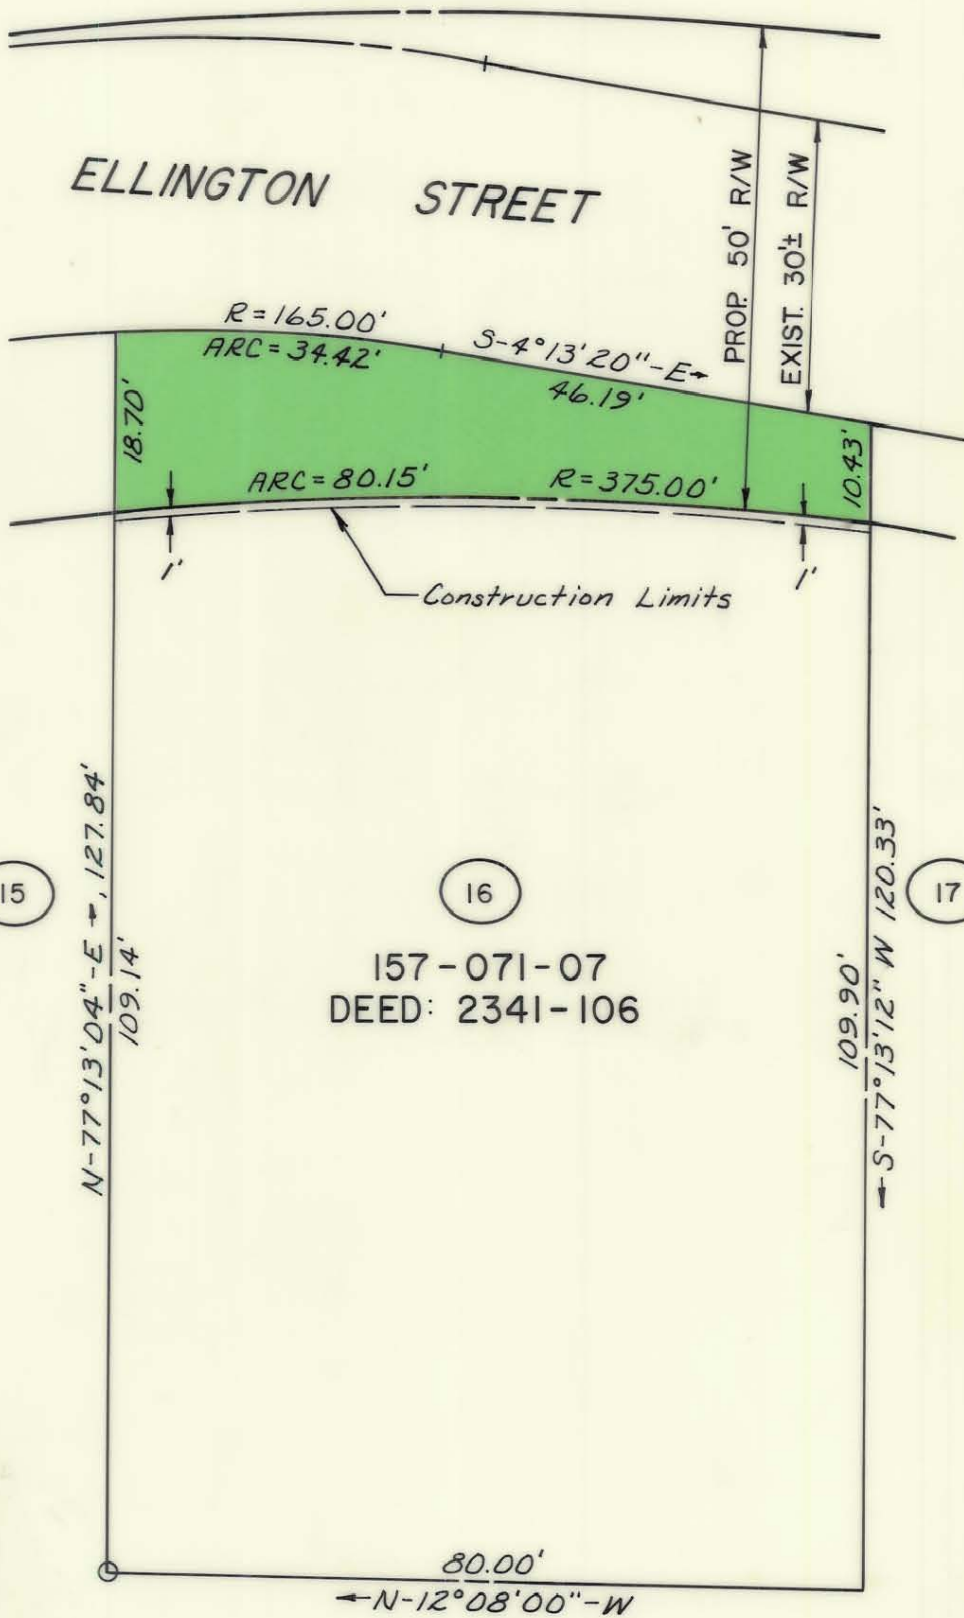 ELLINGTON STREET
PROP. 50' R/W
EXIST. 30'± R/W
R=165.00'
ARC=34.42'
S-4°13'20"-E
46.19'
18.70'
10.43'
ARC=80.15'
R=375.00'
1'
1'
Construction Limits
N-77°13'04"-E, 127.84'
109.14'
15
16
17
157-071-07
DEED: 2341-106
109.90'
S-77°13'12" W 120.33'
80.00'
N-12°08'00"-W